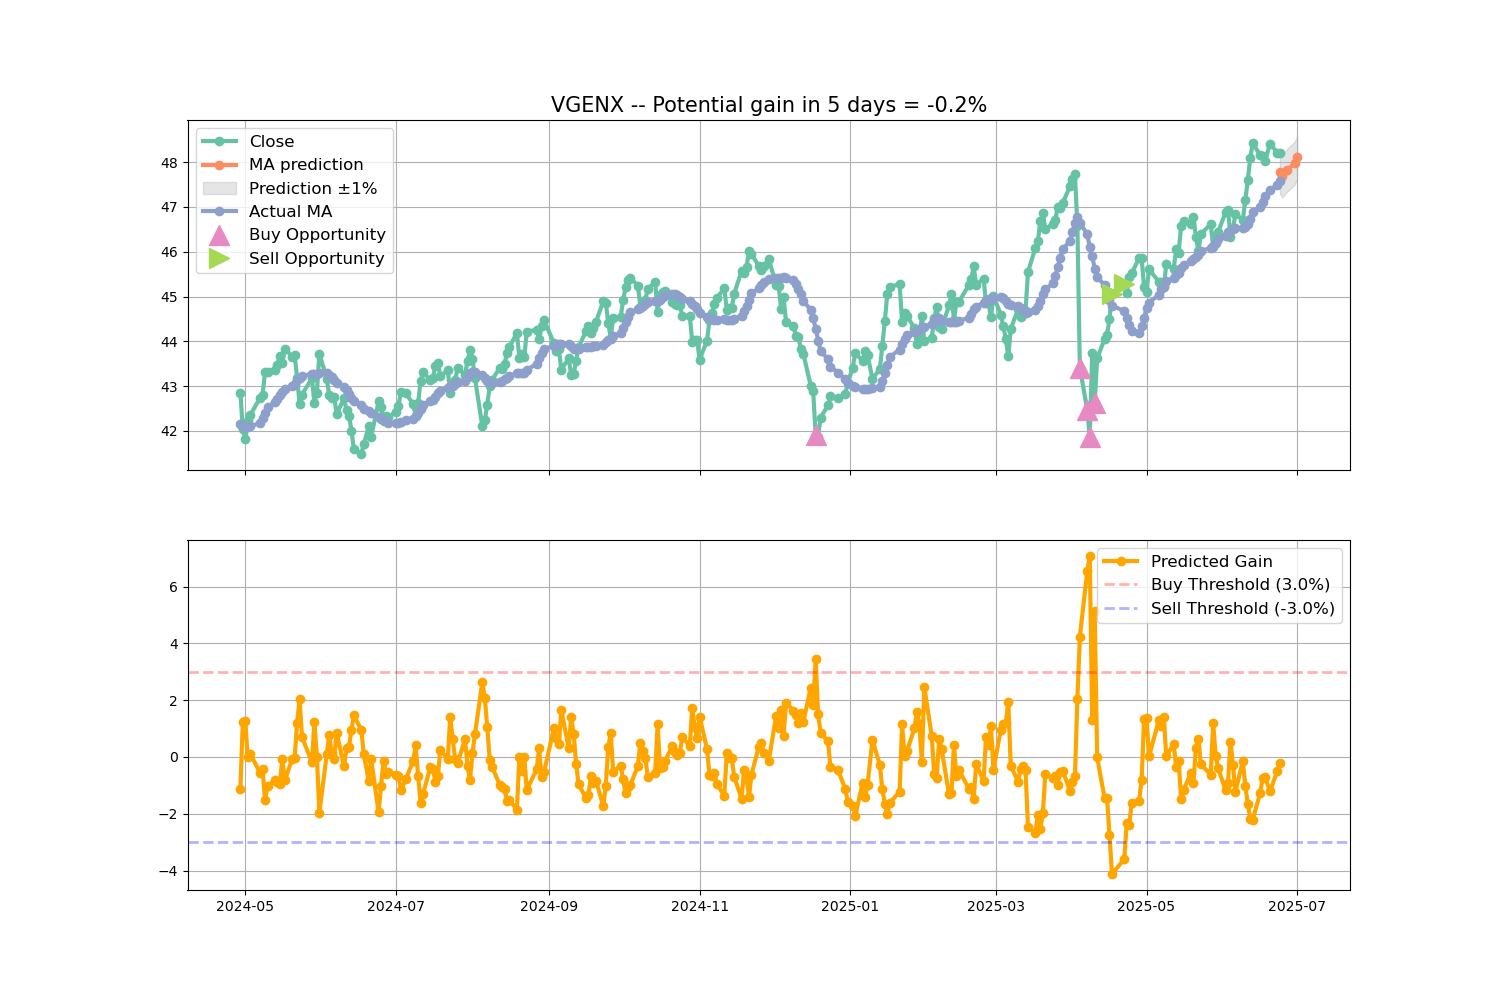 VGENX -- Potential gain in 5 days = -0.2%
Close
MA prediction
Prediction ±1%
Actual MA
Buy Opportunity
Sell Opportunity
48
47
46
45
44
43
42
Predicted Gain
Buy Threshold (3.0%)
Sell Threshold (-3.0%)
6
4
2
0
−2
−4
2024-05 2024-07 2024-09 2024-11 2025-01 2025-03 2025-05 2025-07